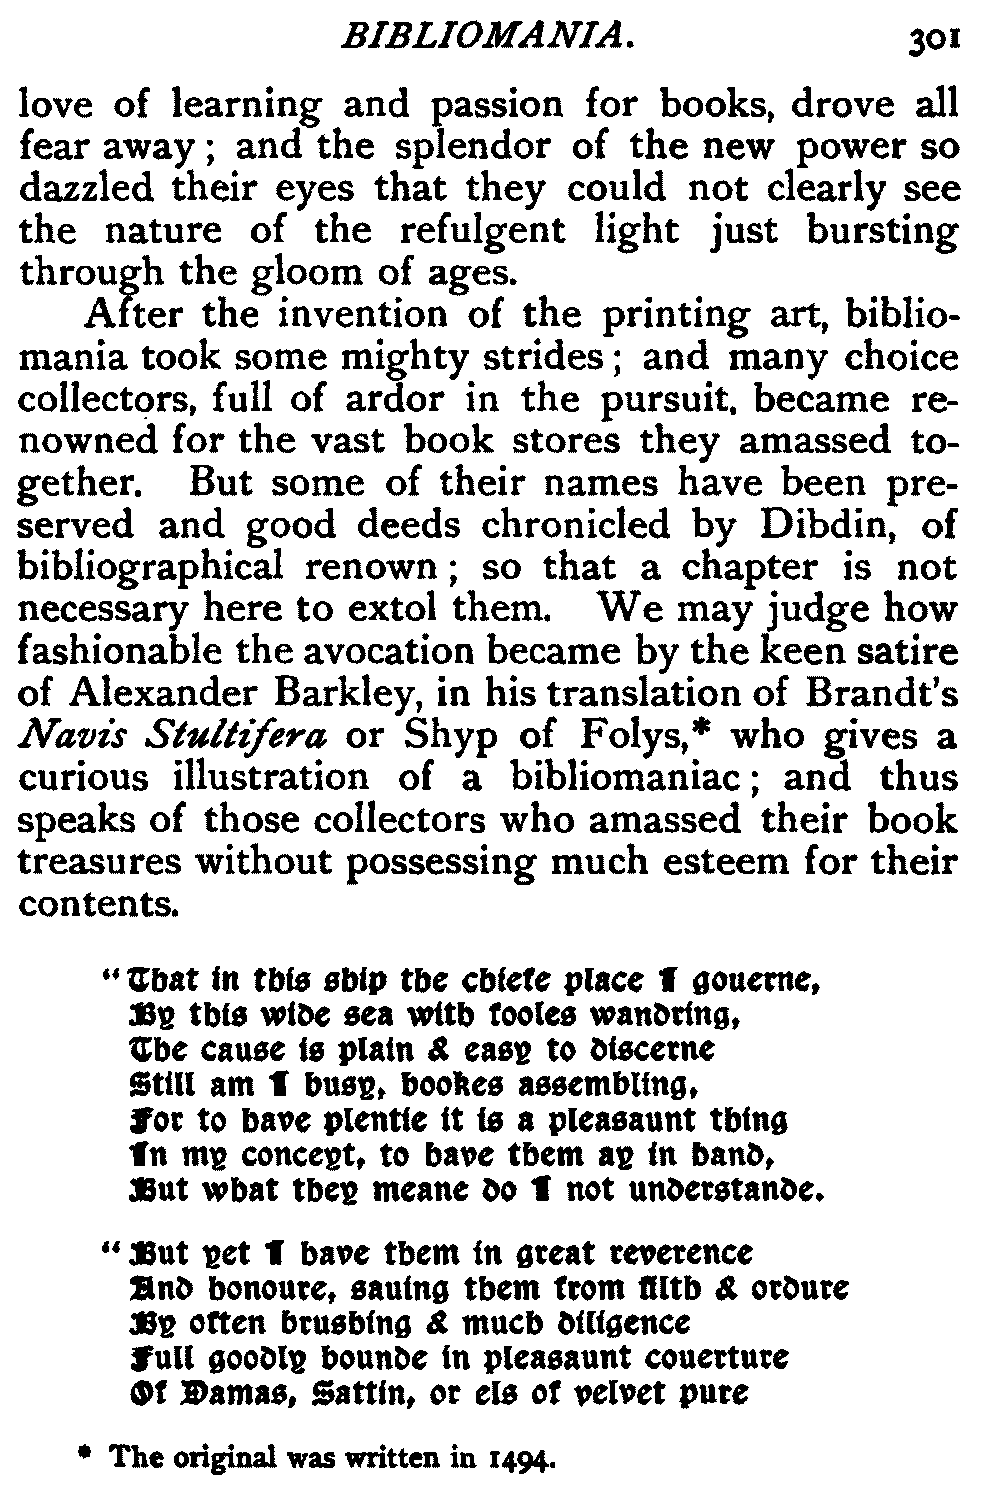 BIBLIOMANIA. 301
love of learning and passion for books, drove all
fear away; and the splendor of the new power so
dazzled their eyes that they could not clearly see
the nature of the refulgent light just bursting
through the gloom of ages.
After the invention of the printing art, biblio-
mania took some mighty strides; and many choice
collectors, full of ardor in the pursuit, became re-
nowned for the vast book stores they amassed to-
gether. But some of their names have been pre-
served and good deeds chronicled by Dibdin, of
bibliographical renown; so that a chapter is not
necessary here to extol them. We may judge how
fashionable the avocation became by the keen satire
of Alexander Barkley, in his translation of Brandt's
Navis Stultifera or Shyp of Folys,* who gives a
curious illustration of a bibliomaniac; and thus
speaks of those collectors who amassed their book
treasures without possessing much esteem for their
contents.
"That in this ship the chiefe place I gouerne,
By this wide sea with fooles wandring,
The cause is plain & easy to discerne
Still am I busy, bookes assembling,
For to have plentie it is a pleasaunt thing
In my conceyt, to have them ay in hand,
But what they meane do I not understande.
"But yet I have them in great reverence
And honoure, sauing them from filth & ordure
By often brushing & much diligence
Full goodly bounde in pleasaunt couerture
Of Damas, Sattin, or els of velvet pure
* The original was written in 1494.